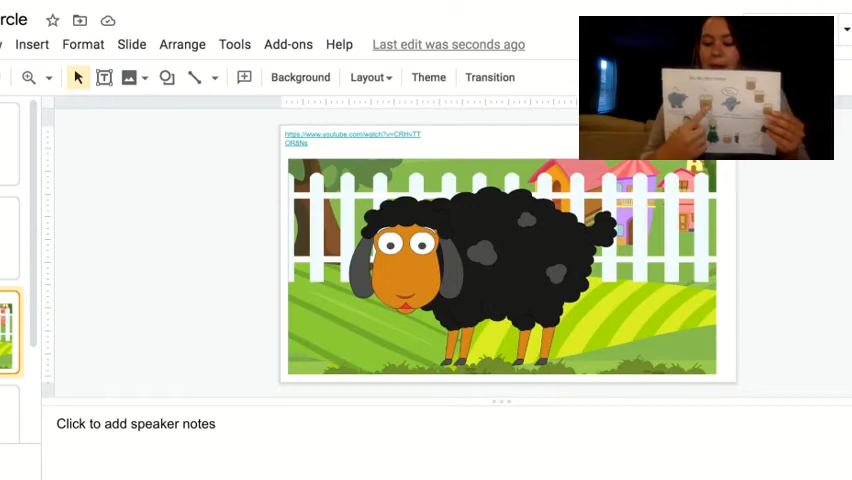 rcle
Insert Format Slide Arrange Tools Add-ons Help Last edit was seconds ago
Background Layout Theme Transition
https://www.youtube.com/watch?v=CRHvTT
OR8Ns
Click to add speaker notes